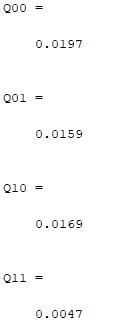 Q00 =
0.0197
Q01 =
0.0159
Q10 =
0.0169
Q11 =
0.0047